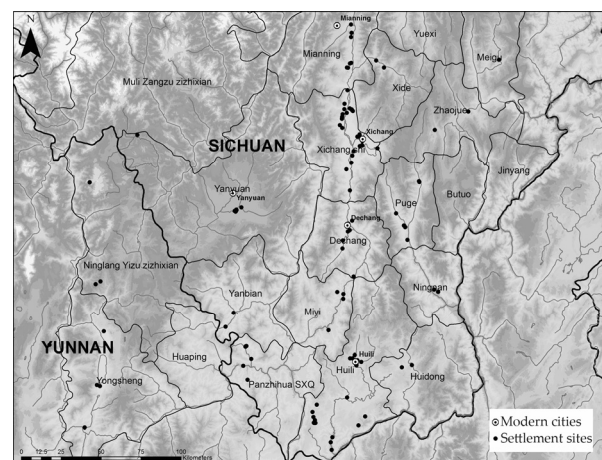 N
Mianning
Yuexi
Mianning
Meigu
Muli Zangzu zizhixian
Xide
Zhaojue
SICHUAN
Xichang
Xichang shi
Jinyang
Yanyuan
Yanyuan
Butuo
Puge
Dechang
Dechang
Ninglang Yizu zizhixian
Ningnan
Yanbian
Miyi
YUNNAN
Huaping
Huili
Huili
Huidong
Yongsheng
Panzhihua SXQ
Modern cities
Settlement sites
0 12.5 25 50 75 100
Kilometers